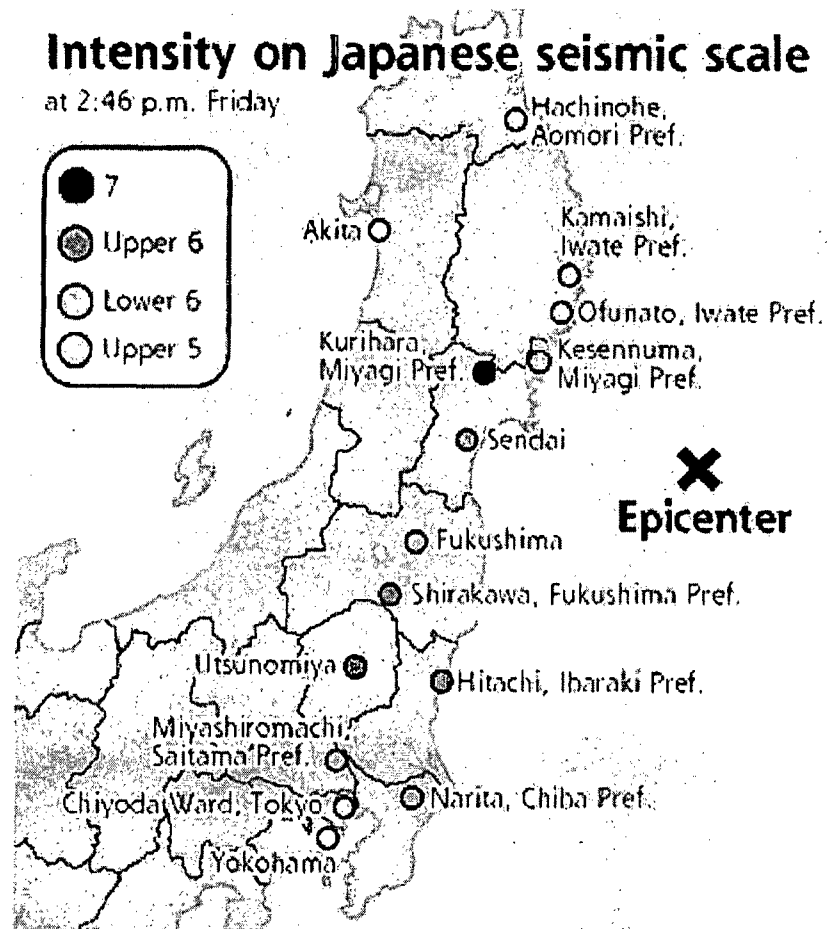 Intensity on Japanese seismic scale
at 2:46 p.m. Friday
7
Upper 6
Lower 6
Upper 5
Hachinohe,
Aomori Pref.
Akita
Kamaishi,
Iwate Pref.
Ofunato, Iwate Pref.
Kurihara,
Miyagi Pref.
Kesennuma,
Miyagi Pref.
Sendai
Epicenter
Fukushima
Shirakawa, Fukushima Pref.
Utsunomiya
Hitachi, Ibaraki Pref.
Miyashiromachi,
Saitama Pref.
Chiyoda Ward, Tokyo
Narita, Chiba Pref.
Yokohama